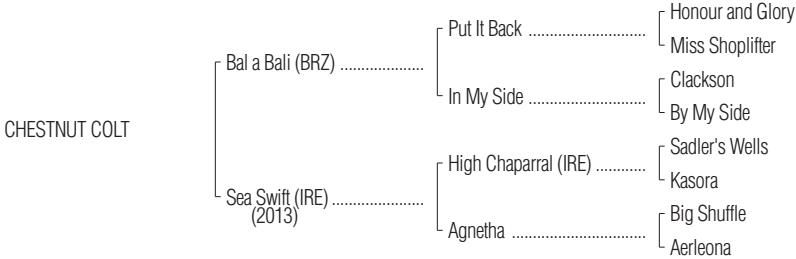 Honour and Glory
Put It Back ............................
Miss Shoplifter
Bal a Bali (BRZ) ....................
Clackson
In My Side ............................
By My Side
CHESTNUT COLT
Sadler's Wells
High Chaparral (IRE) ............
Kasora
Sea Swift (IRE) ......................
(2013)
Big Shuffle
Agnetha ................................
Aerleona